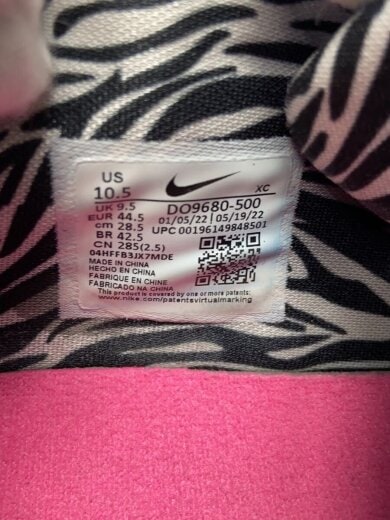 US
10.5
XC
UK 9.5
DO9680-500
EUR 44.5
01/05/22 | 05/19/22
cm 28.5
UPC 00196149848501
BR 42.5
CN 285(2.5)
04HFFB3JX7MDE
MADE IN CHINA
HECHO EN CHINA
FABRIQUE EN CHINE
FABRICADO NA CHINA
This product is covered by one or more patents:
www.nike.com/patentsvirtualmarking